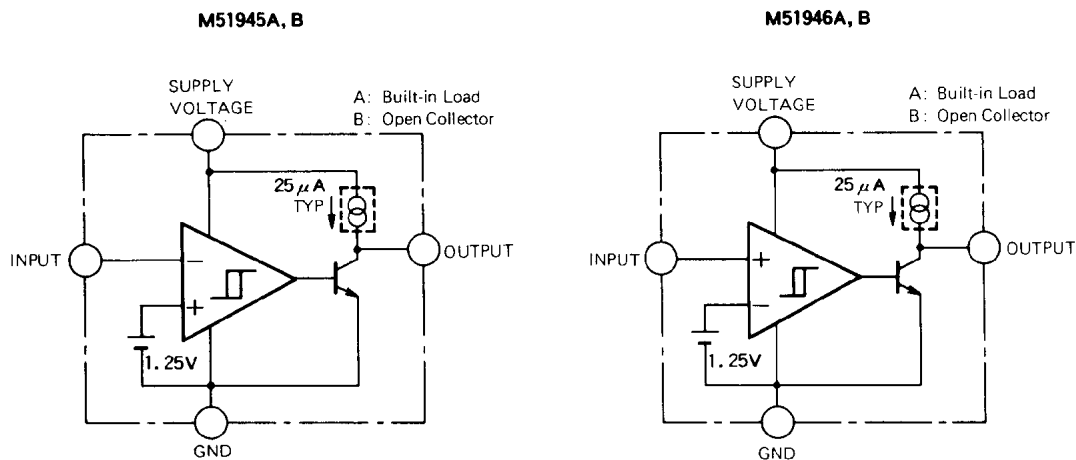 M51945A, B
SUPPLY
VOLTAGE
A: Built-in Load
B: Open Collector
25μA
TYP
INPUT
OUTPUT
−
+
1.25V
GND
M51946A, B
SUPPLY
VOLTAGE
A: Built-in Load
B: Open Collector
25μA
TYP
INPUT
OUTPUT
+
−
1.25V
GND